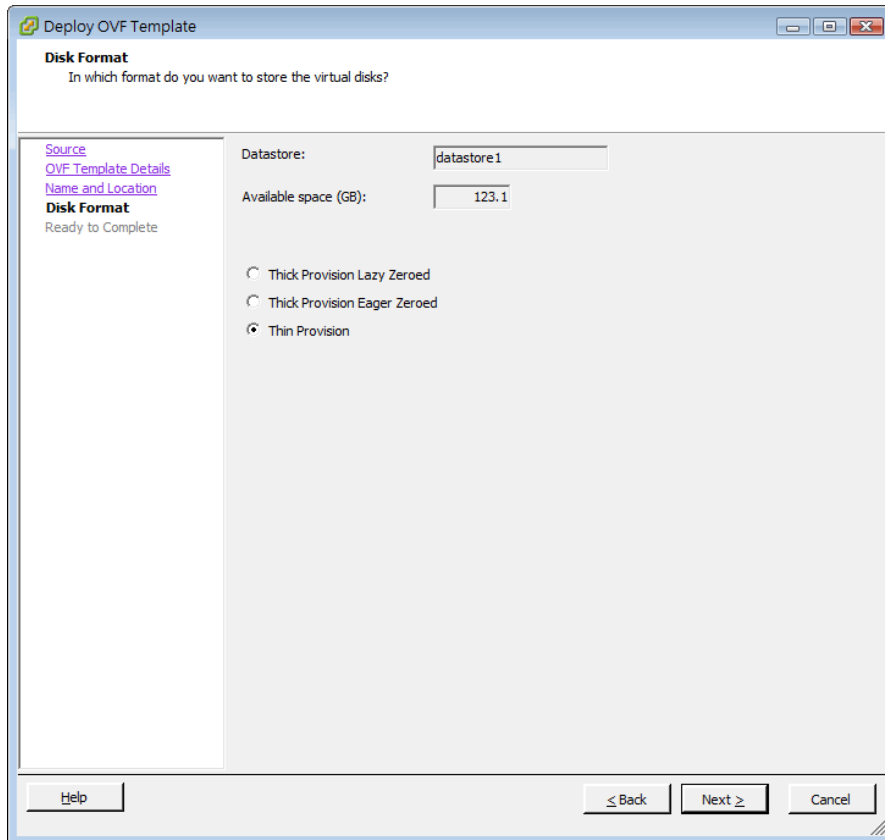 Deploy OVF Template
Disk Format
In which format do you want to store the virtual disks?
Source
OVF Template Details
Name and Location
Disk Format
Ready to Complete
Datastore:
datastore1
Available space (GB):
123.1
Thick Provision Lazy Zeroed
Thick Provision Eager Zeroed
Thin Provision
Help
< Back
Next >
Cancel